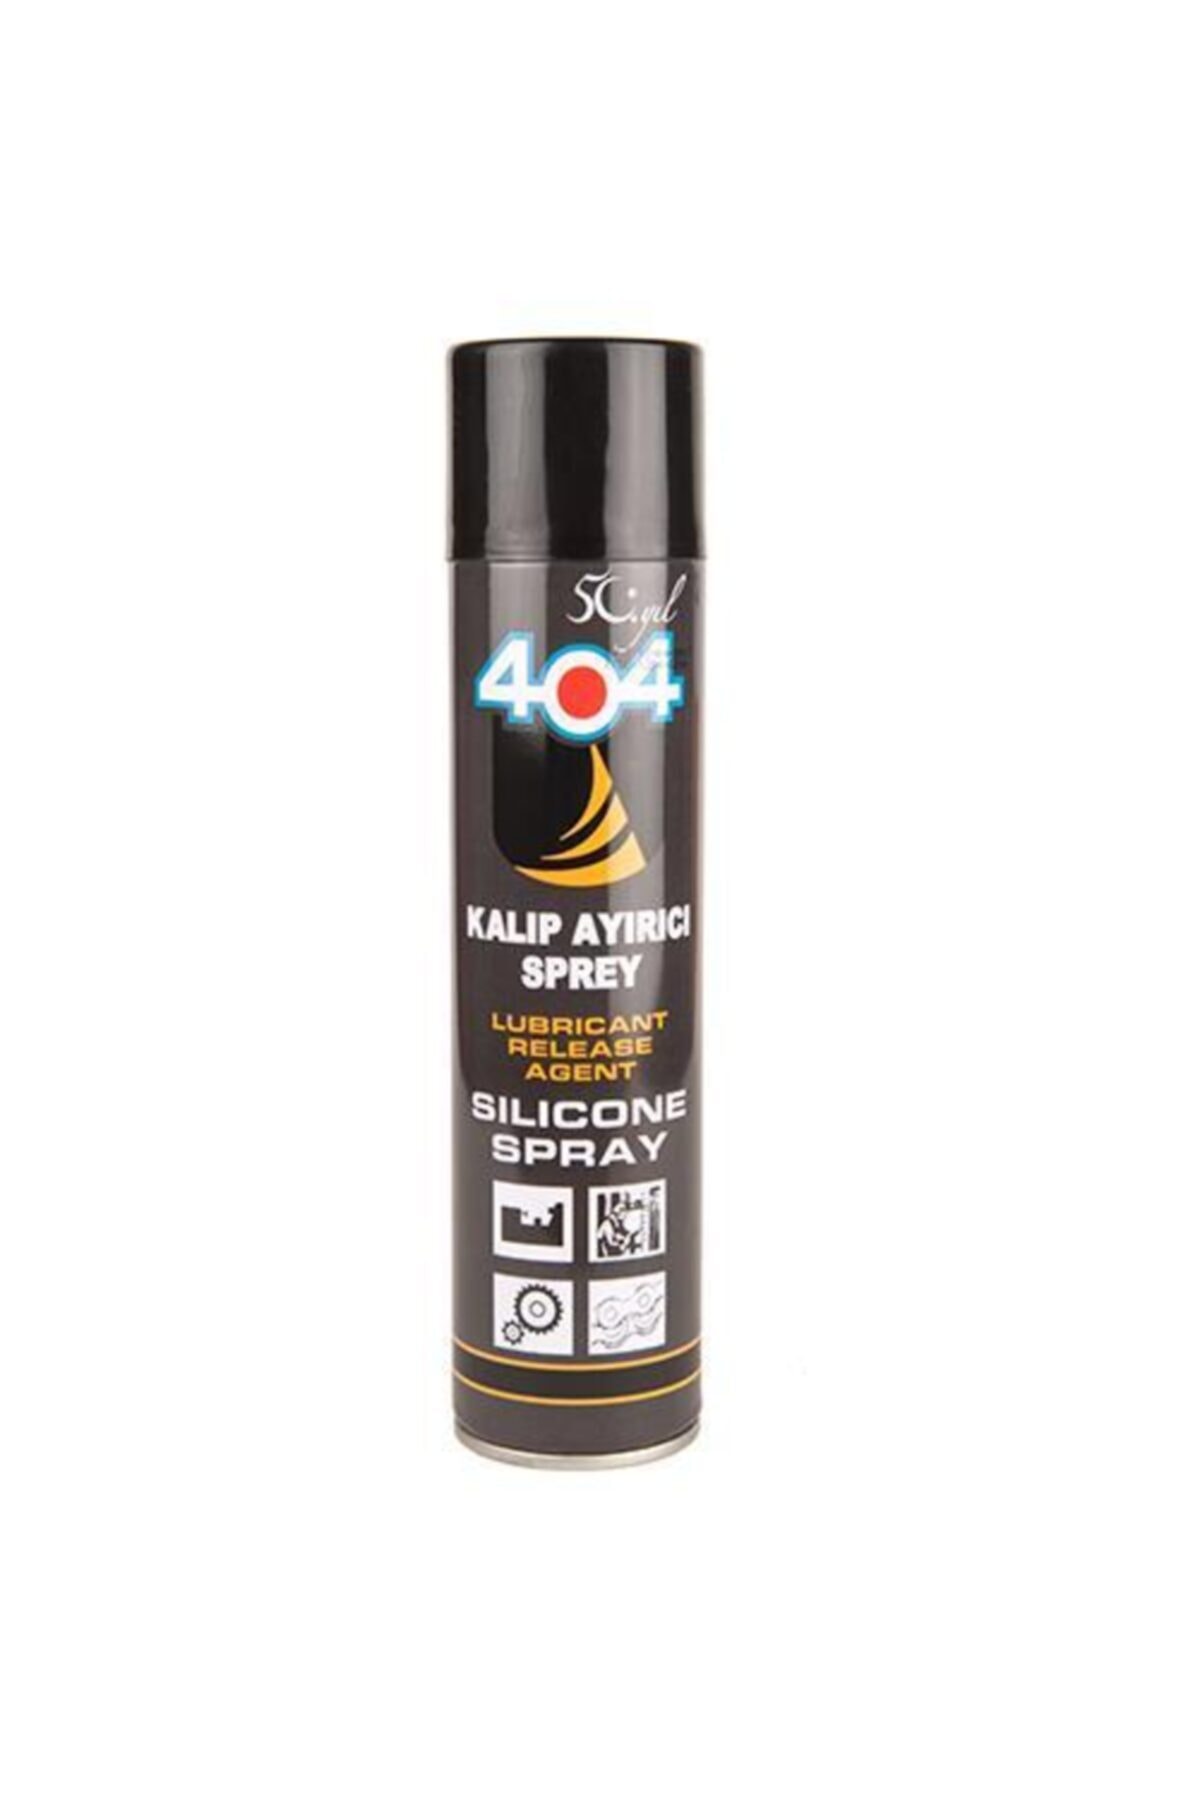 50.yıl
404
KALIP AYIRICI
SPREY
LUBRICANT
RELEASE
AGENT
SILICONE
SPRAY